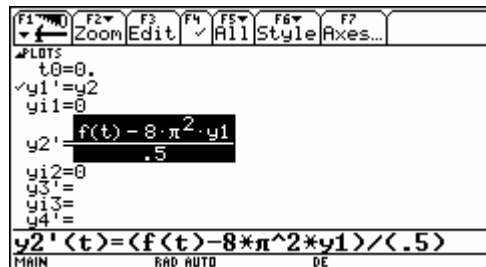 F1 F2 Zoom F3 Edit F4 ✓ F5 All F6 Style F7 Axes...
PLOTS
t0=0.
✓y1'=y2
yi1=0
y2'=(f(t)-8·π²·y1)/.5
yi2=0
y3'=
yi3=
y4'=
y2'(t)=(f(t)-8*π^2*y1)/(.5)
MAIN RAD AUTO DE